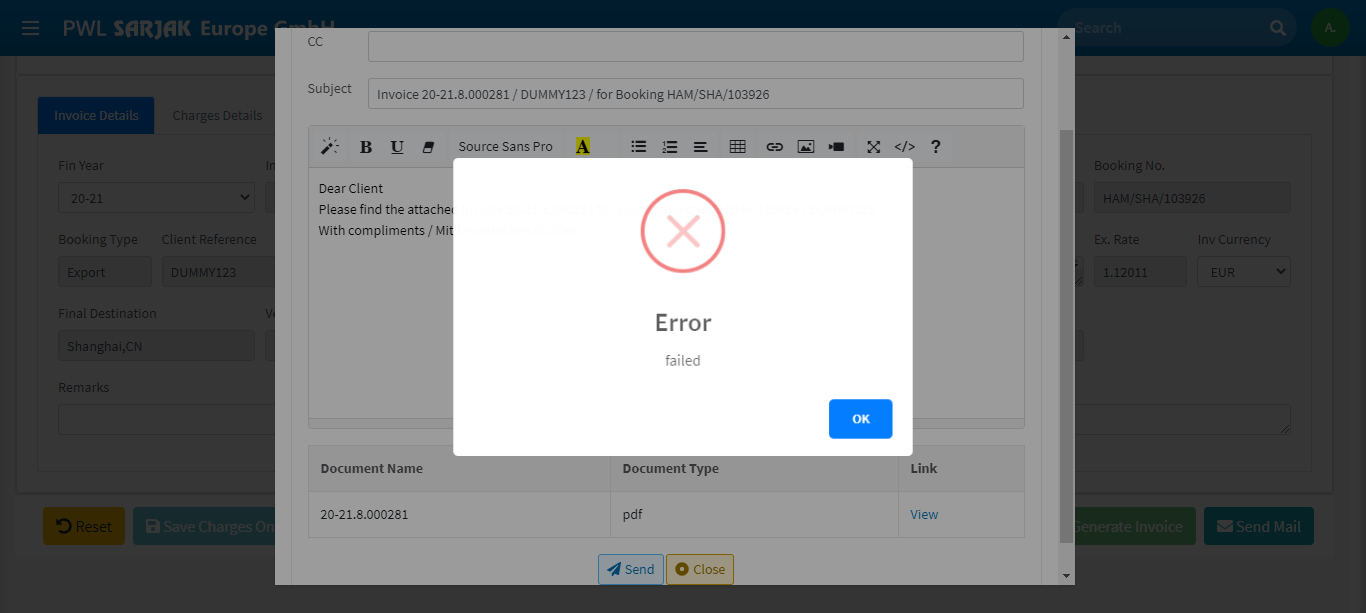 PWL SARJAK Europe GmbH
Search
A.
CC
Subject
Invoice 20-21.8.000281 / DUMMY123 / for Booking HAM/SHA/103926
Invoice Details
Charges Details
B U Source Sans Pro A </> ?
Fin Year
In
Booking No.
20-21
HAM/SHA/103926
Dear Client
Please find the attached
With compliments / Mit
Booking Type
Client Reference
Ex. Rate
Inv Currency
Export
DUMMY123
1.12011
EUR
Final Destination
Ve
Shanghai,CN
Remarks
Error
failed
OK
Document Name
Document Type
Link
20-21.8.000281
pdf
View
Reset
Save Charges On
Generate Invoice
Send Mail
Send
Close